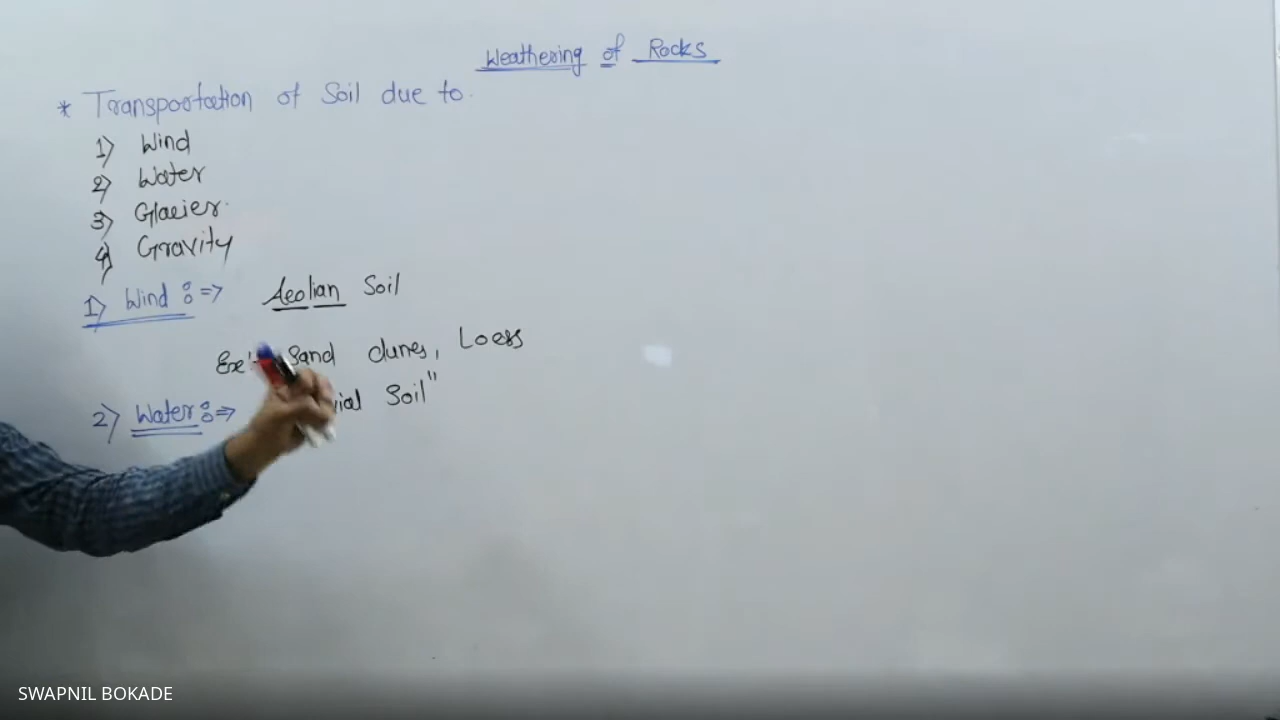 Weathering of Rocks
* Transportation of Soil due to.
1) Wind
2) Water
3) Glacier.
4) Gravity
1) Wind :=> Aeolian Soil
Ex:- Sand dunes, Loess
2) Water :=> Soil"
SWAPNIL BOKADE